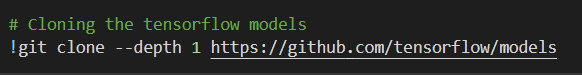 # Cloning the tensorflow models
!git clone --depth 1 https://github.com/tensorflow/models